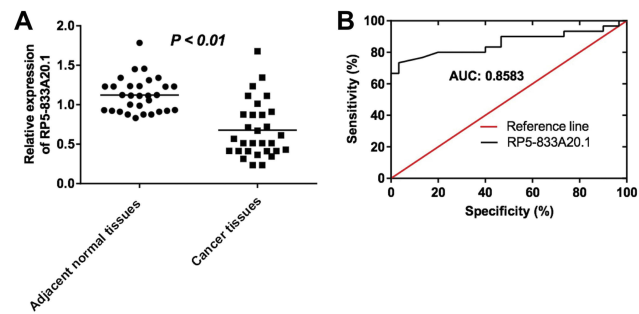 A
Relative expression
of RP5-833A20.1
2.0
1.5
1.0
0.5
0.0
P < 0.01
Adjacent normal tissues
Cancer tissues
B
Sensitivity (%)
100
80
60
40
20
0
AUC: 0.8583
Reference line
RP5-833A20.1
0 20 40 60 80 100
Specificity (%)